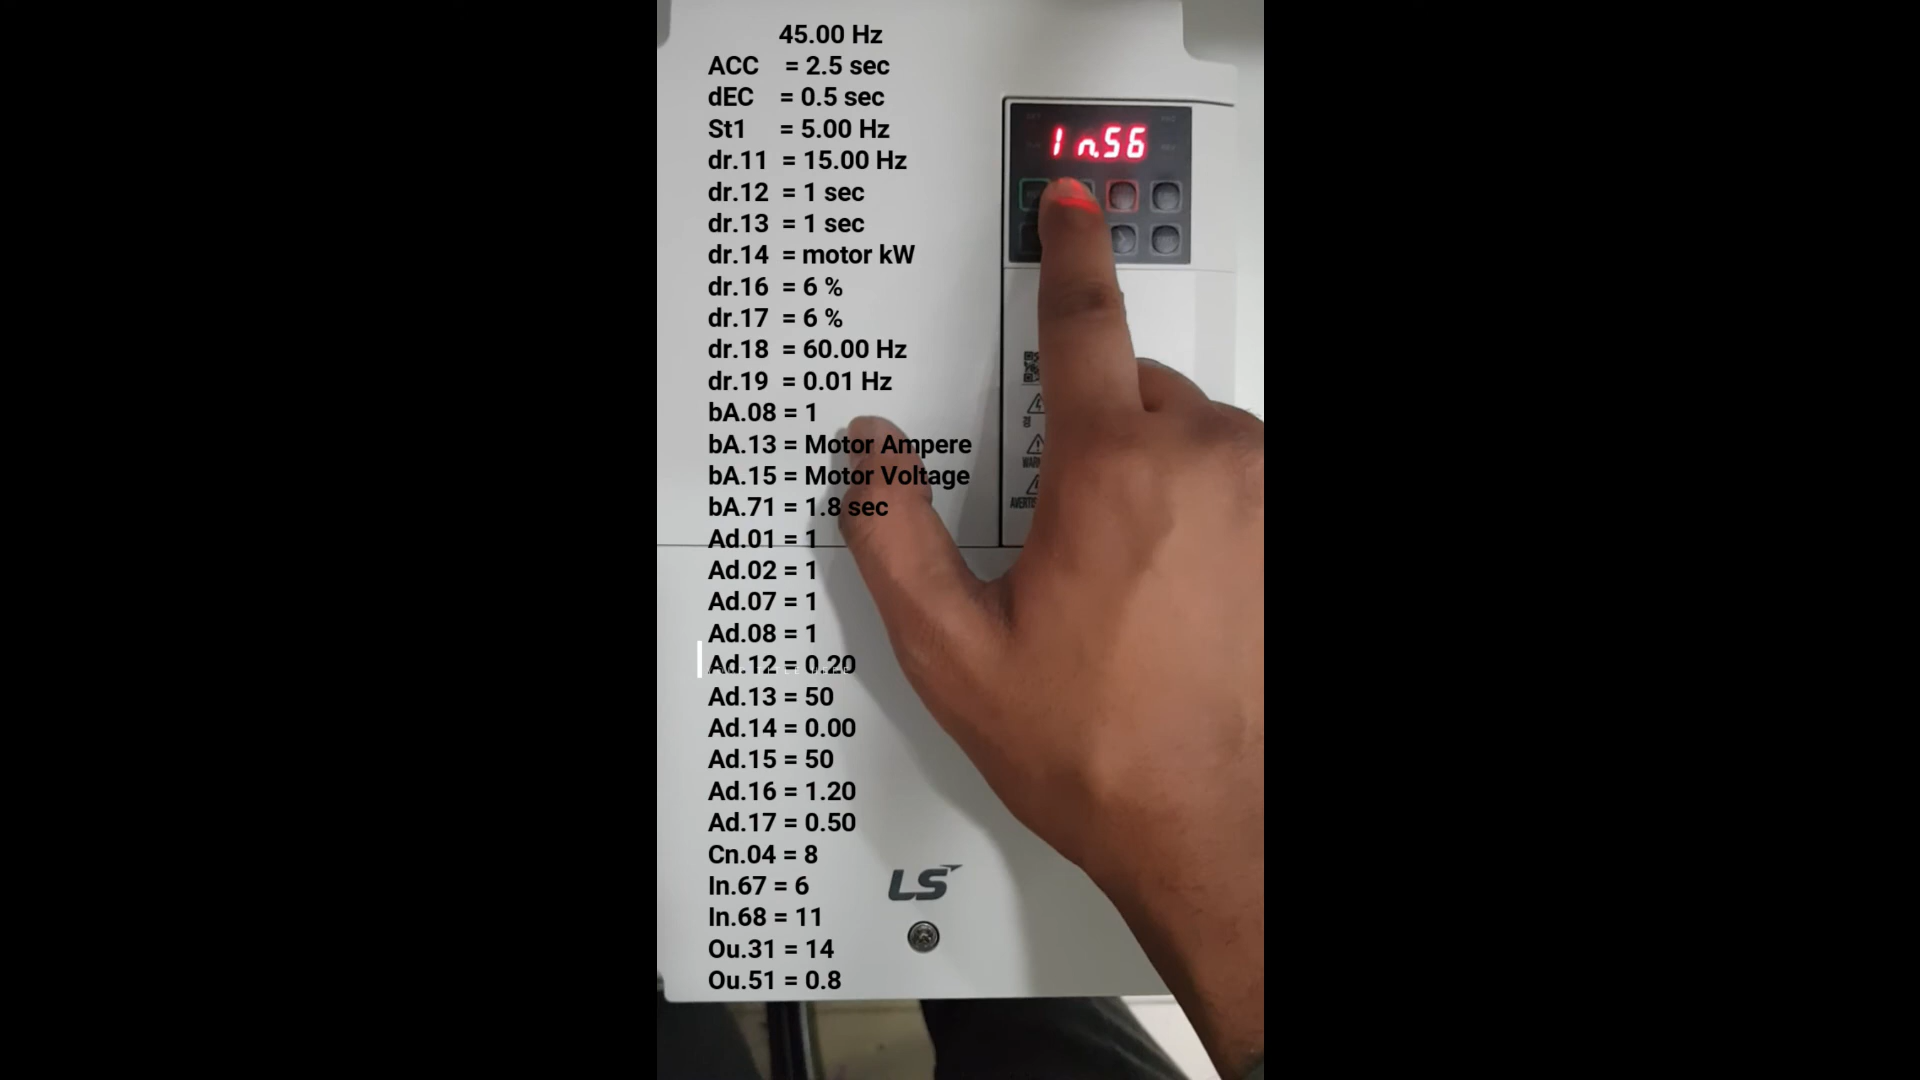 45.00 Hz
ACC = 2.5 sec
dEC = 0.5 sec
St1 = 5.00 Hz
dr.11 = 15.00 Hz
dr.12 = 1 sec
dr.13 = 1 sec
dr.14 = motor kW
dr.16 = 6 %
dr.17 = 6 %
dr.18 = 60.00 Hz
dr.19 = 0.01 Hz
bA.08 = 1
bA.13 = Motor Ampere
bA.15 = Motor Voltage
bA.71 = 1.8 sec
Ad.01 = 1
Ad.02 = 1
Ad.07 = 1
Ad.08 = 1
Ad.12 = 0.20
Ad.13 = 50
Ad.14 = 0.00
Ad.15 = 50
Ad.16 = 1.20
Ad.17 = 0.50
Cn.04 = 8
In.67 = 6
In.68 = 11
Ou.31 = 14
Ou.51 = 0.8
In.56
LS